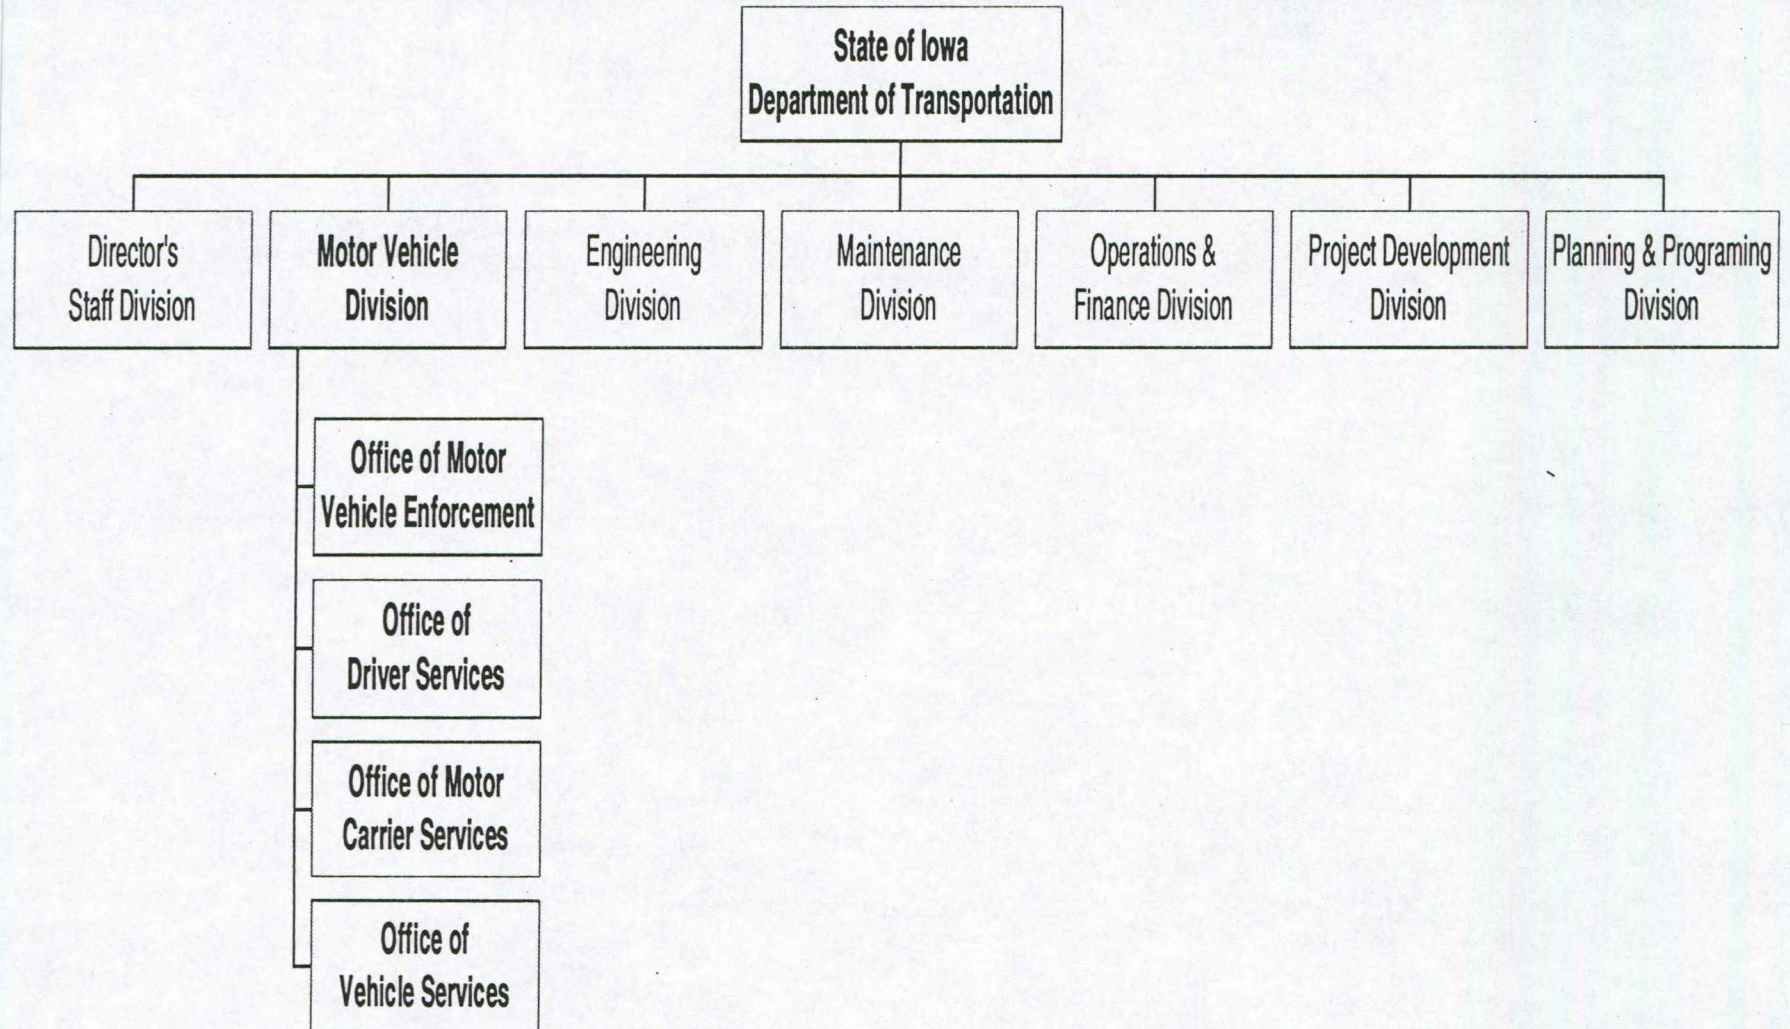 State of Iowa
Department of Transportation
Director's
Staff Division
Motor Vehicle
Division
Engineering
Division
Maintenance
Division
Operations &
Finance Division
Project Development
Division
Planning & Programing
Division
Office of Motor
Vehicle Enforcement
Office of
Driver Services
Office of Motor
Carrier Services
Office of
Vehicle Services